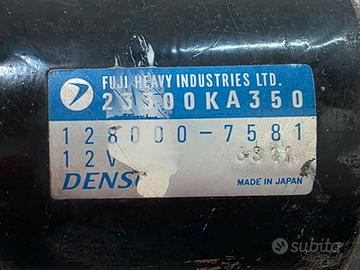 FUJI HEAVY INDUSTRIES LTD.
23300KA350
128000-7581
12V
DENSO
MADE IN JAPAN
Subito